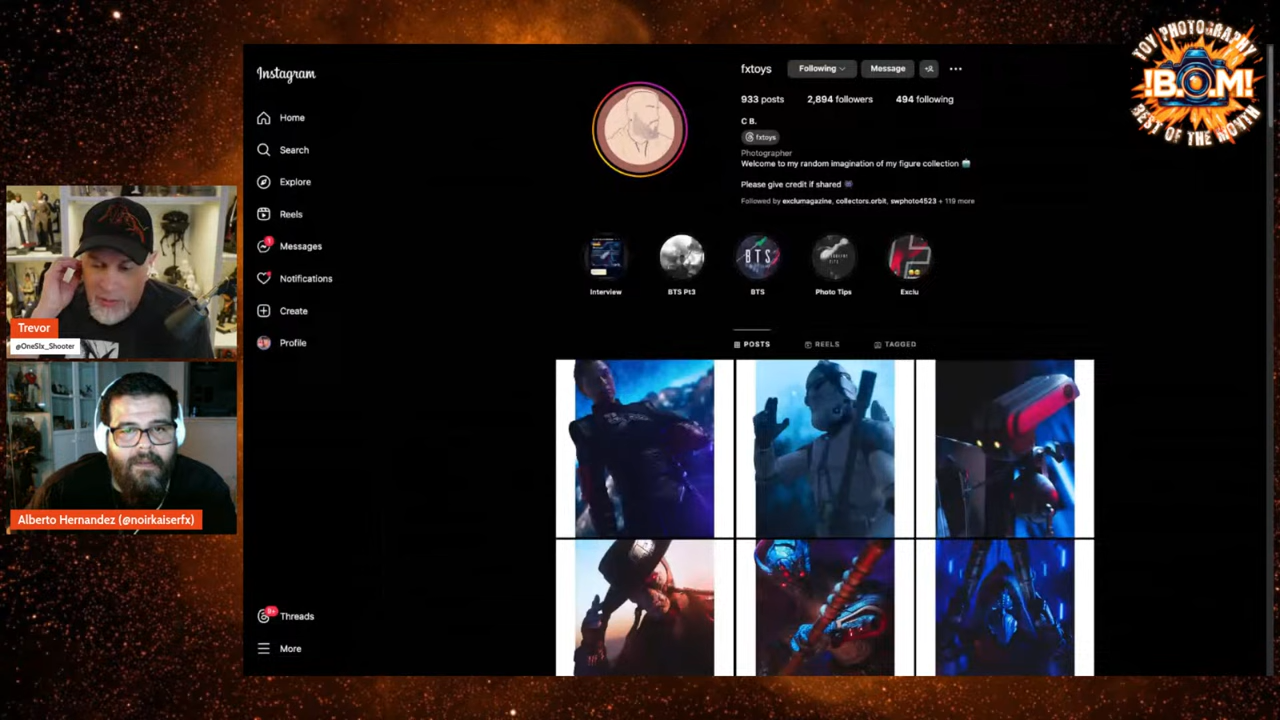 TOY PHOTOGRAPHY
!B.O.M!
BEST OF THE MONTH
Instagram
Home
Search
Explore
Reels
Messages
1
Notifications
Create
Profile
Threads
9+
More
fxtoys
Following
Message
933 posts
2,894 followers
494 following
C B.
fxtoys
Photographer
Welcome to my random imagination of my figure collection
Please give credit if shared
Followed by exclumagazine, collectors.orbit, swphoto4523 + 119 more
BTS
Interview
BTS Pt3
BTS
Photo Tips
Exclu
POSTS
REELS
TAGGED
Trevor
@OneSIx_Shooter
Alberto Hernandez (@noirkaiserfx)